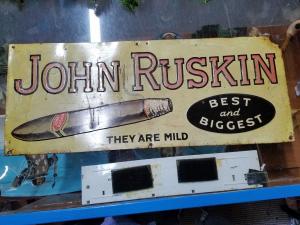 JOHN RUSKIN
BEST
and
BIGGEST
THEY ARE MILD